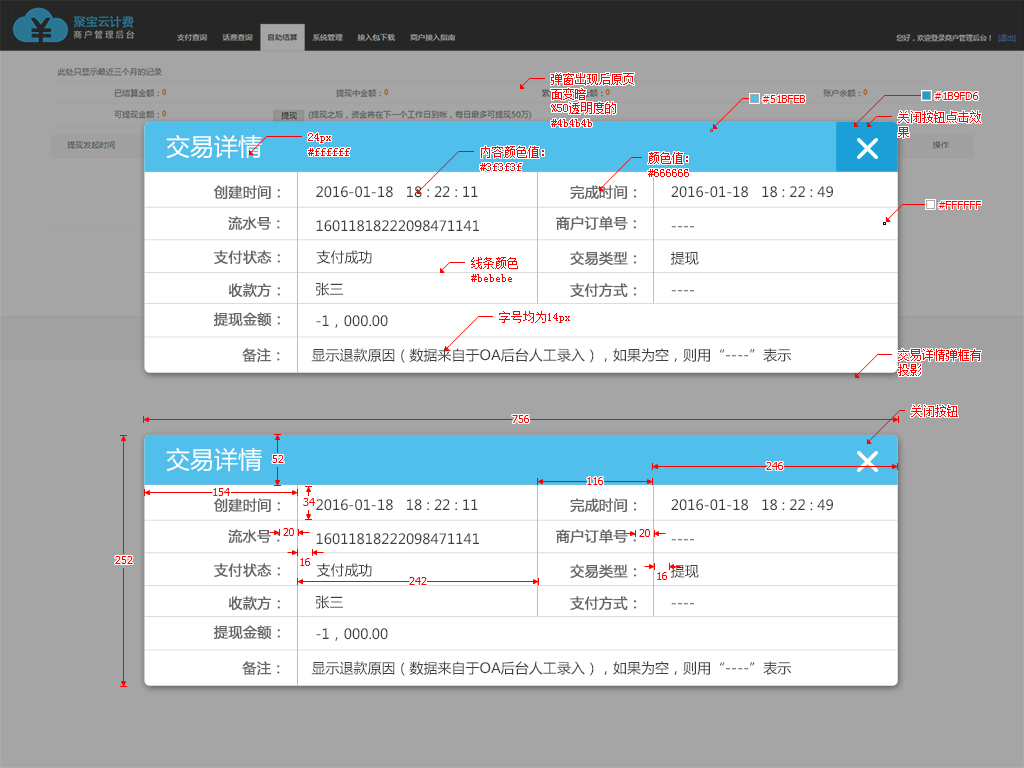 聚宝云计费
商户管理后台
支付查询 话费查询 自助结算 系统管理 接入包下载 商户接入指南
您好，欢迎登录商户管理后台！ [退出]
此处只显示最近三个月的记录
已结算金额：0 提现中金额：0 账户余额：0
可提现金额：0 提现 (提现之后，资金将在下一个工作日到帐，每日最多可提现50万)
提现发起时间 操作
弹窗出现后原页
面变暗
%50透明度的
#4b4b4b
#51BFEB
#1B9FD6
关闭按钮点击效
果
交易详情
24px
#ffffff
内容颜色值：
#3f3f3f
颜色值：
#666666
创建时间： 2016-01-18 18：22：11 完成时间： 2016-01-18 18：22：49
#FFFFFF
流水号： 16011818222098471141 商户订单号： ----
支付状态： 支付成功 交易类型： 提现
线条颜色
#bebebe
收款方： 张三 支付方式： ----
提现金额： -1，000.00
字号均为14px
备注： 显示退款原因（数据来自于OA后台人工录入），如果为空，则用“----”表示
交易详情弹框有
投影
关闭按钮
756
交易详情
52
246
116
154
创建时间： 2016-01-18 18：22：11 完成时间： 2016-01-18 18：22：49
34
流水号： 16011818222098471141 商户订单号： ----
20
20
252
16
支付状态： 支付成功 交易类型： 提现
16
242
收款方： 张三 支付方式： ----
提现金额： -1，000.00
备注： 显示退款原因（数据来自于OA后台人工录入），如果为空，则用“----”表示